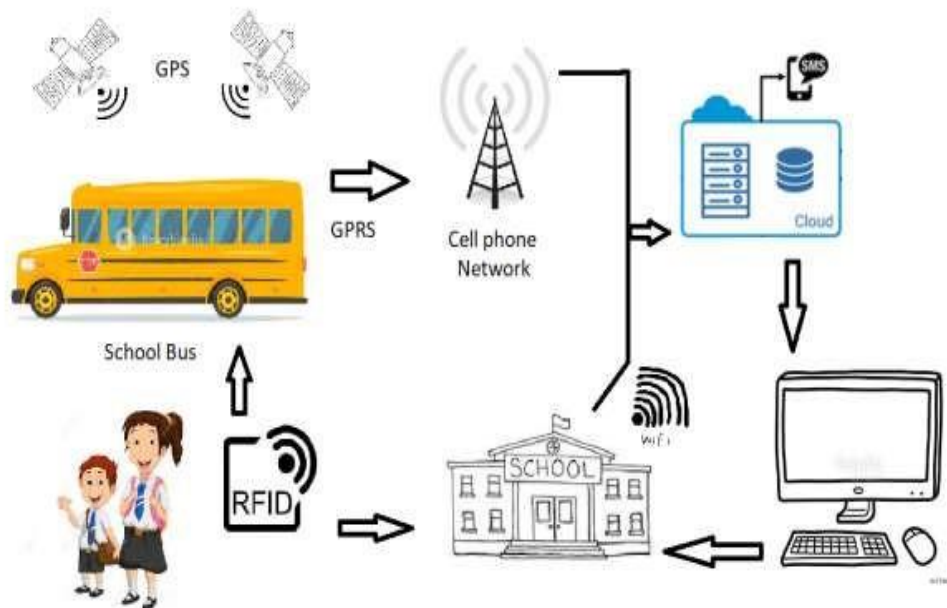 GPS
SMS
GPRS
Cell phone
Network
Cloud
School Bus
WiFi
SCHOOL
RFID